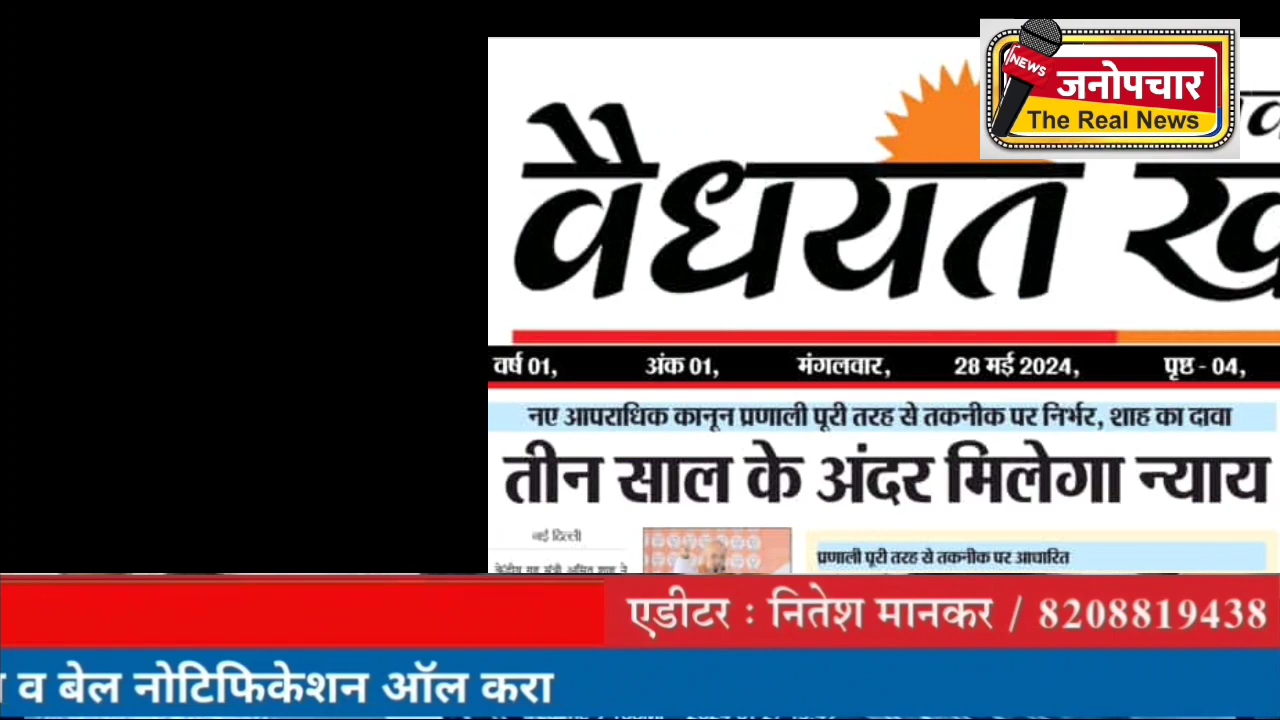 NEWS
जनोपचार
The Real News
वैधयत
वर्ष 01, अंक 01, मंगलवार, 28 मई 2024, पृष्ठ - 04,
नए आपराधिक कानून प्रणाली पूरी तरह से तकनीक पर निर्भर, शाह का दावा
तीन साल के अंदर मिलेगा न्याय
नई दिल्ली
प्रणाली पूरी तरह से तकनीक पर आधारित
एडीटर : नितेश मानकर / 8208819438
व बेल नोटिफिकेशन ऑल करा